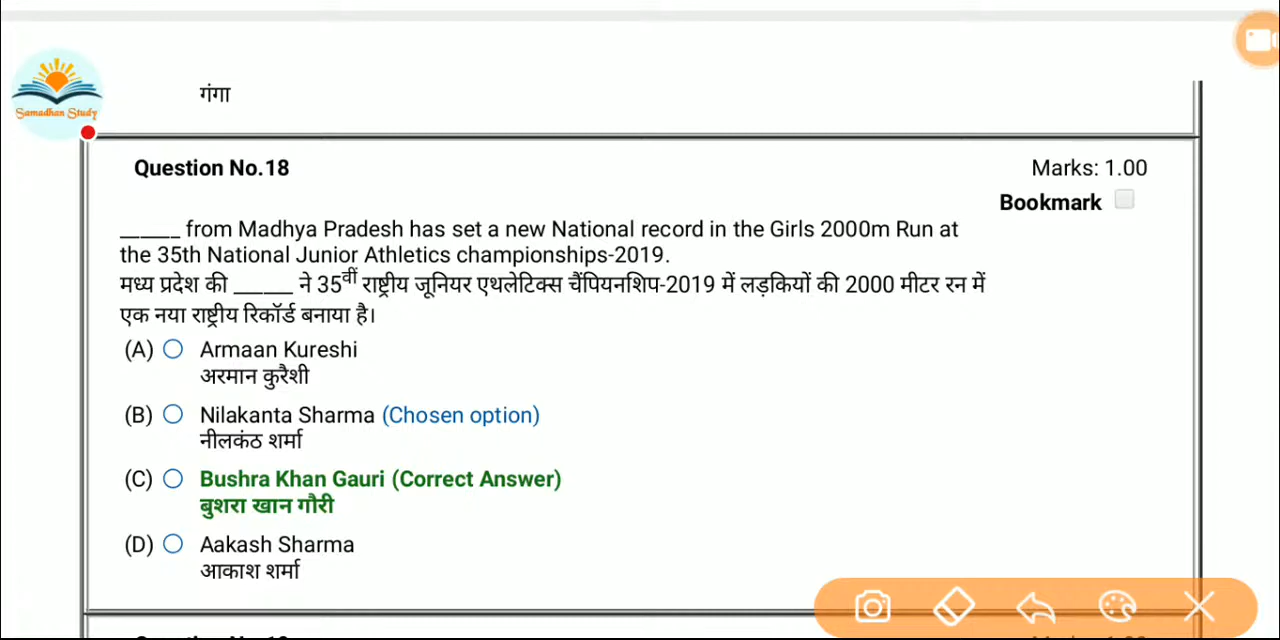 गंगा
Samadhan Study
Question No.18
Marks: 1.00
Bookmark
______ from Madhya Pradesh has set a new National record in the Girls 2000m Run at
the 35th National Junior Athletics championships-2019.
मध्य प्रदेश की ______ ने 35वीं राष्ट्रीय जूनियर एथलेटिक्स चैंपियनशिप-2019 में लड़कियों की 2000 मीटर रन में
एक नया राष्ट्रीय रिकॉर्ड बनाया है।
(A) Armaan Kureshi
अरमान कुरैशी
(B) Nilakanta Sharma (Chosen option)
नीलकंठ शर्मा
(C) Bushra Khan Gauri (Correct Answer)
बुशरा खान गौरी
(D) Aakash Sharma
आकाश शर्मा